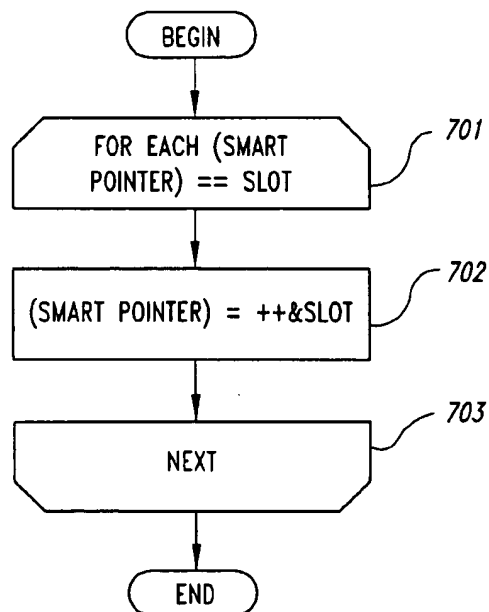 BEGIN
FOR EACH (SMART
POINTER) == SLOT
701
(SMART POINTER) = ++&SLOT
702
NEXT
703
END